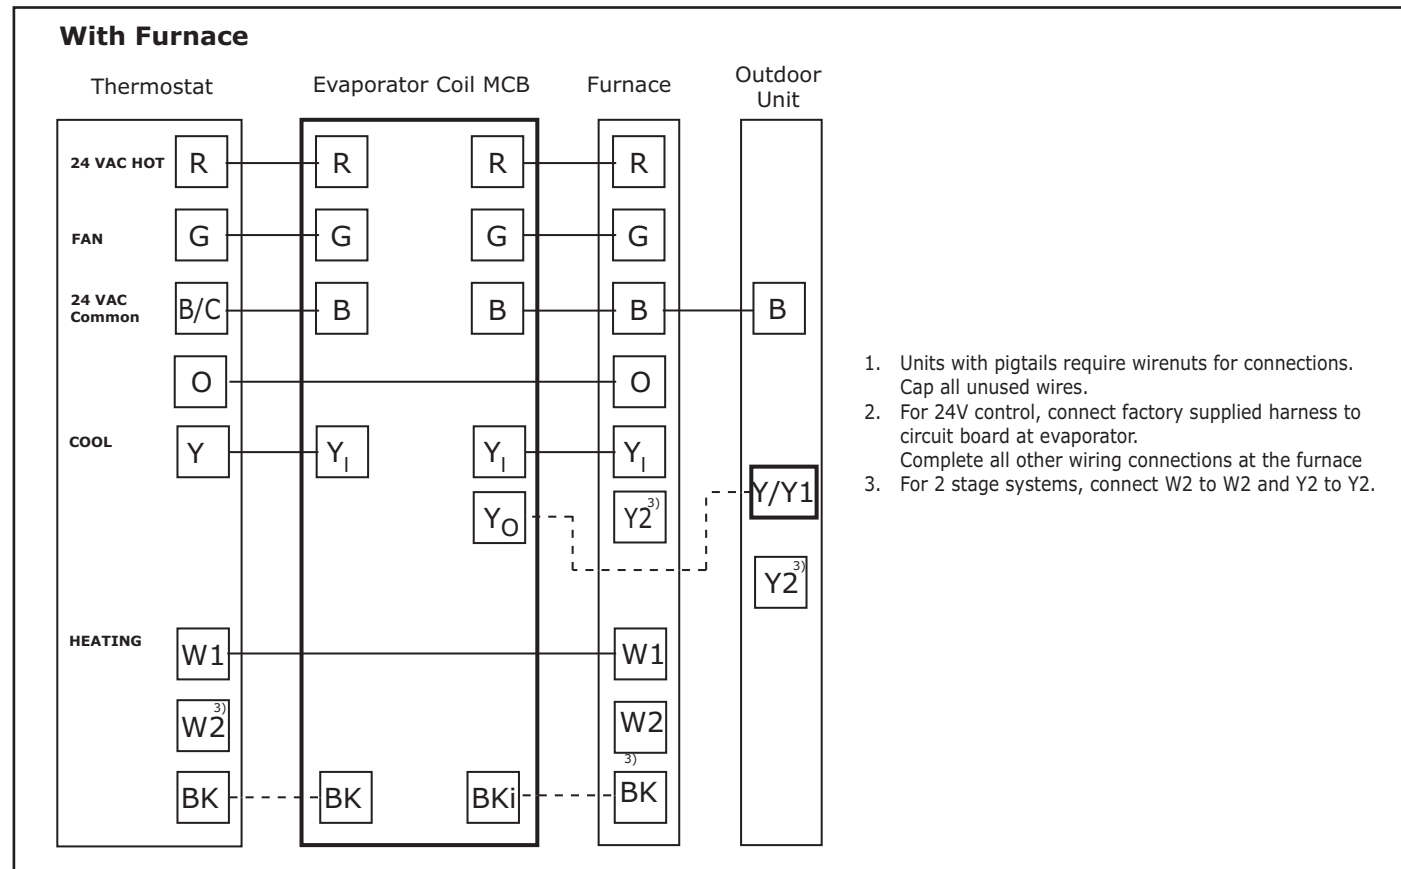 With Furnace
Thermostat
Evaporator Coil MCB
Furnace
Outdoor
Unit
24 VAC HOT R R R R
FAN G G G G
24 VAC
Common B/C B B B B
O O
COOL Y YI YI YI
YO Y2 3) Y/Y1
Y2 3)
HEATING W1 W1
W2 3) W2
3)
BK BK BKi BK
1. Units with pigtails require wirenuts for connections.
Cap all unused wires.
2. For 24V control, connect factory supplied harness to
circuit board at evaporator.
Complete all other wiring connections at the furnace
3. For 2 stage systems, connect W2 to W2 and Y2 to Y2.